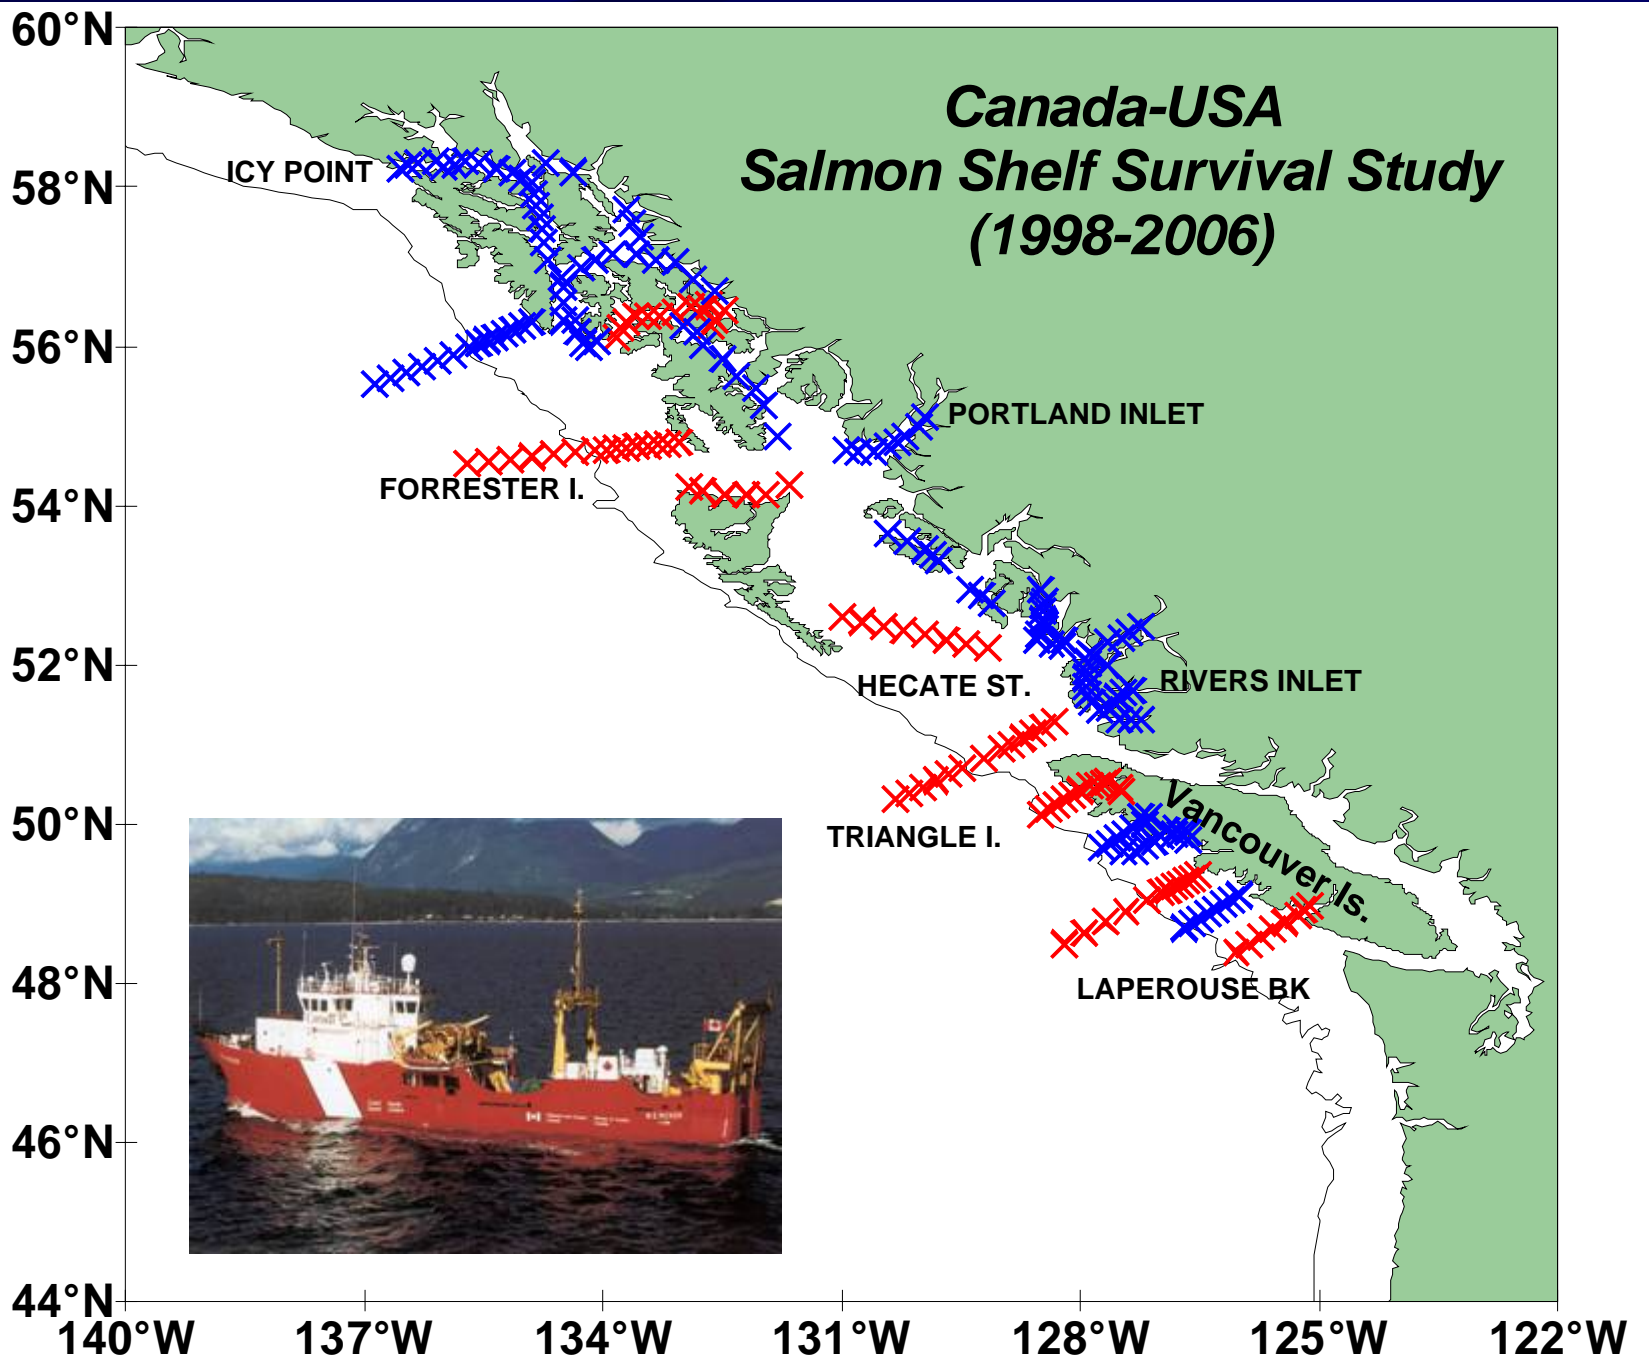 60°N
Canada-USA
Salmon Shelf Survival Study
(1998-2006)
ICY POINT
58°N
56°N
PORTLAND INLET
FORRESTER I.
54°N
52°N
HECATE ST.
RIVERS INLET
50°N
TRIANGLE I.
Vancouver Is.
48°N
LAPEROUSE BK
Canada
46°N
44°N
140°W 137°W 134°W 131°W 128°W 125°W 122°W